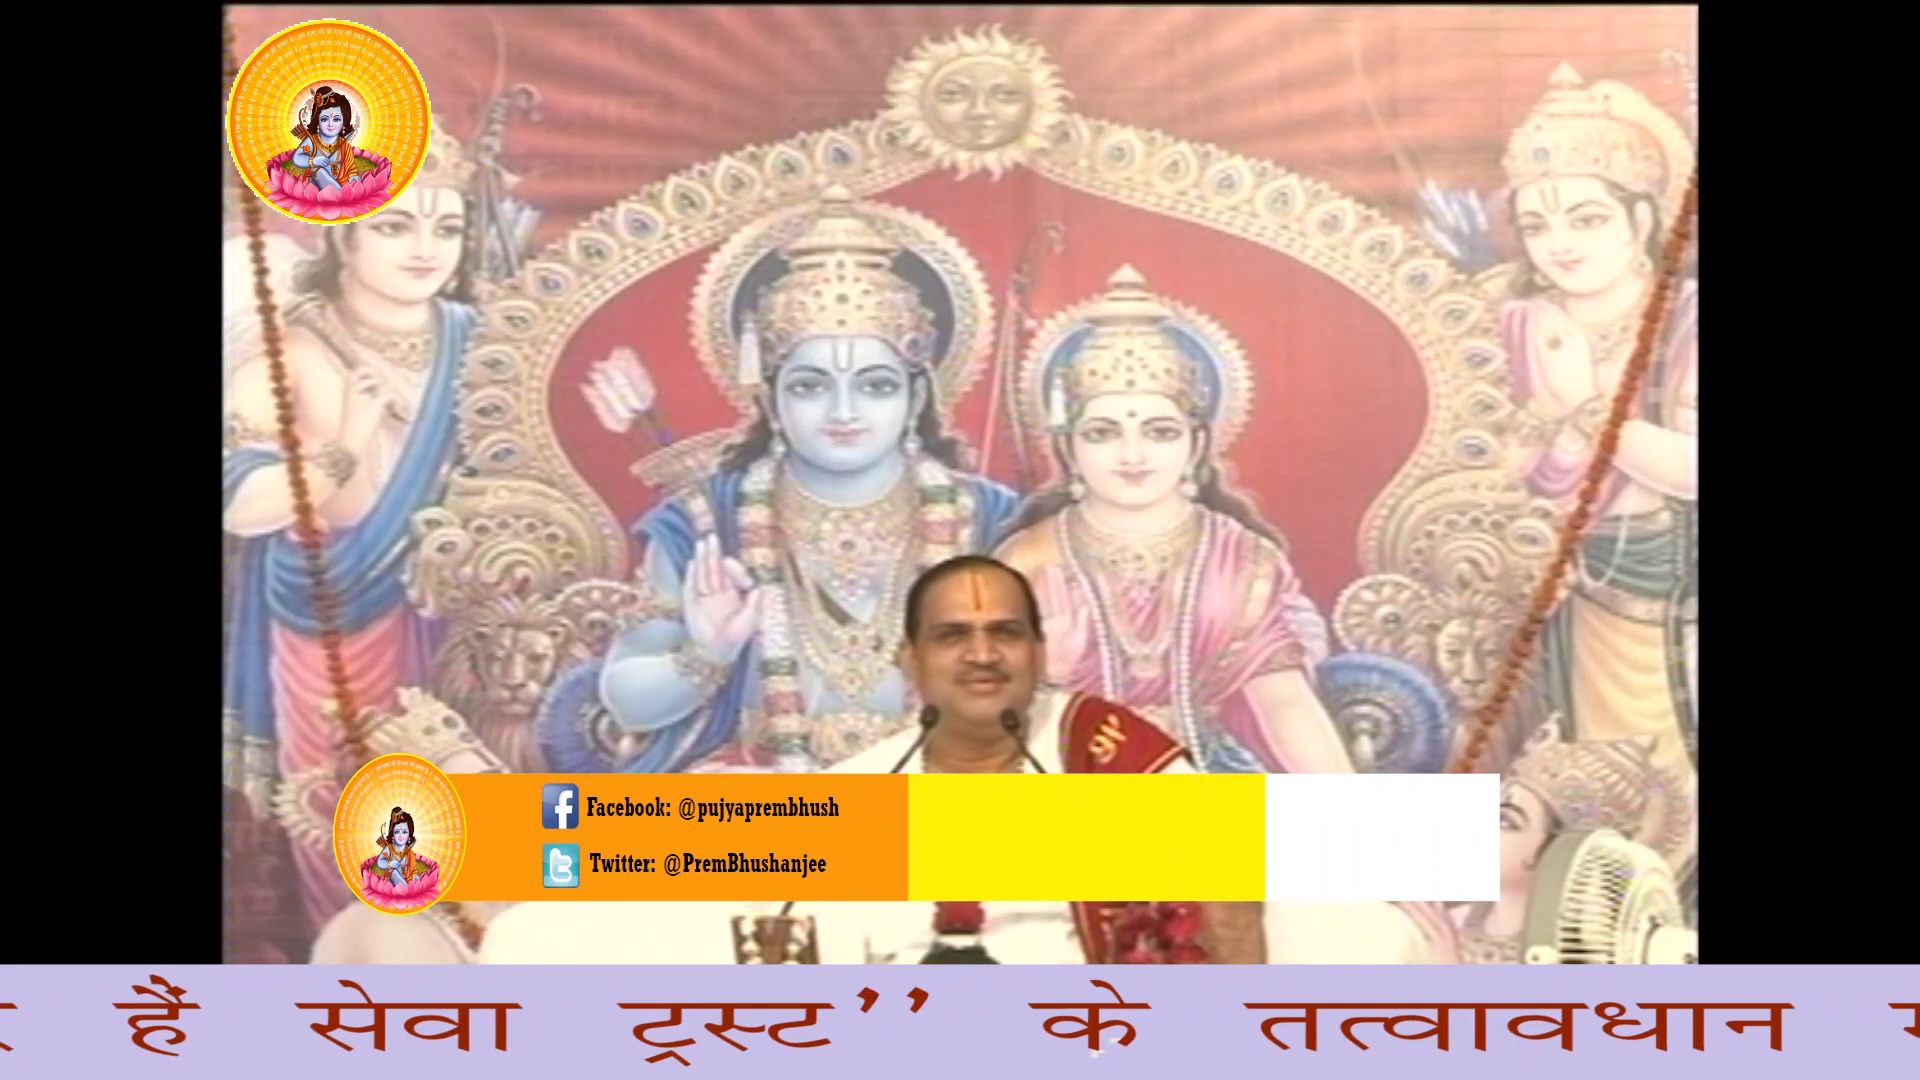 Facebook: @pujyaprembhush
Twitter: @PremBhushanjee
हैं सेवा ट्रस्ट’’ के तत्वावधान